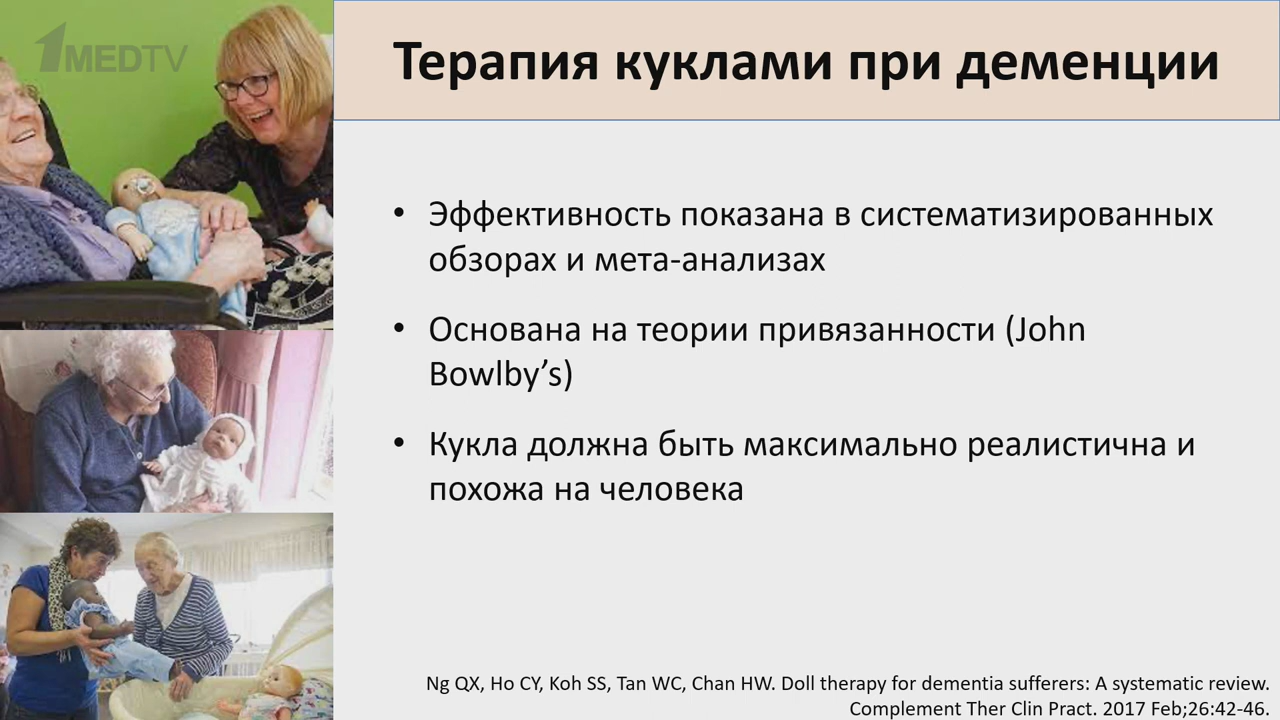 1MEDTV
Терапия куклами при деменции
• Эффективность показана в систематизированных
обзорах и мета-анализах
• Основана на теории привязанности (John
Bowlby’s)
• Кукла должна быть максимально реалистична и
похожа на человека
Ng QX, Ho CY, Koh SS, Tan WC, Chan HW. Doll therapy for dementia sufferers: A systematic review.
Complement Ther Clin Pract. 2017 Feb;26:42-46.